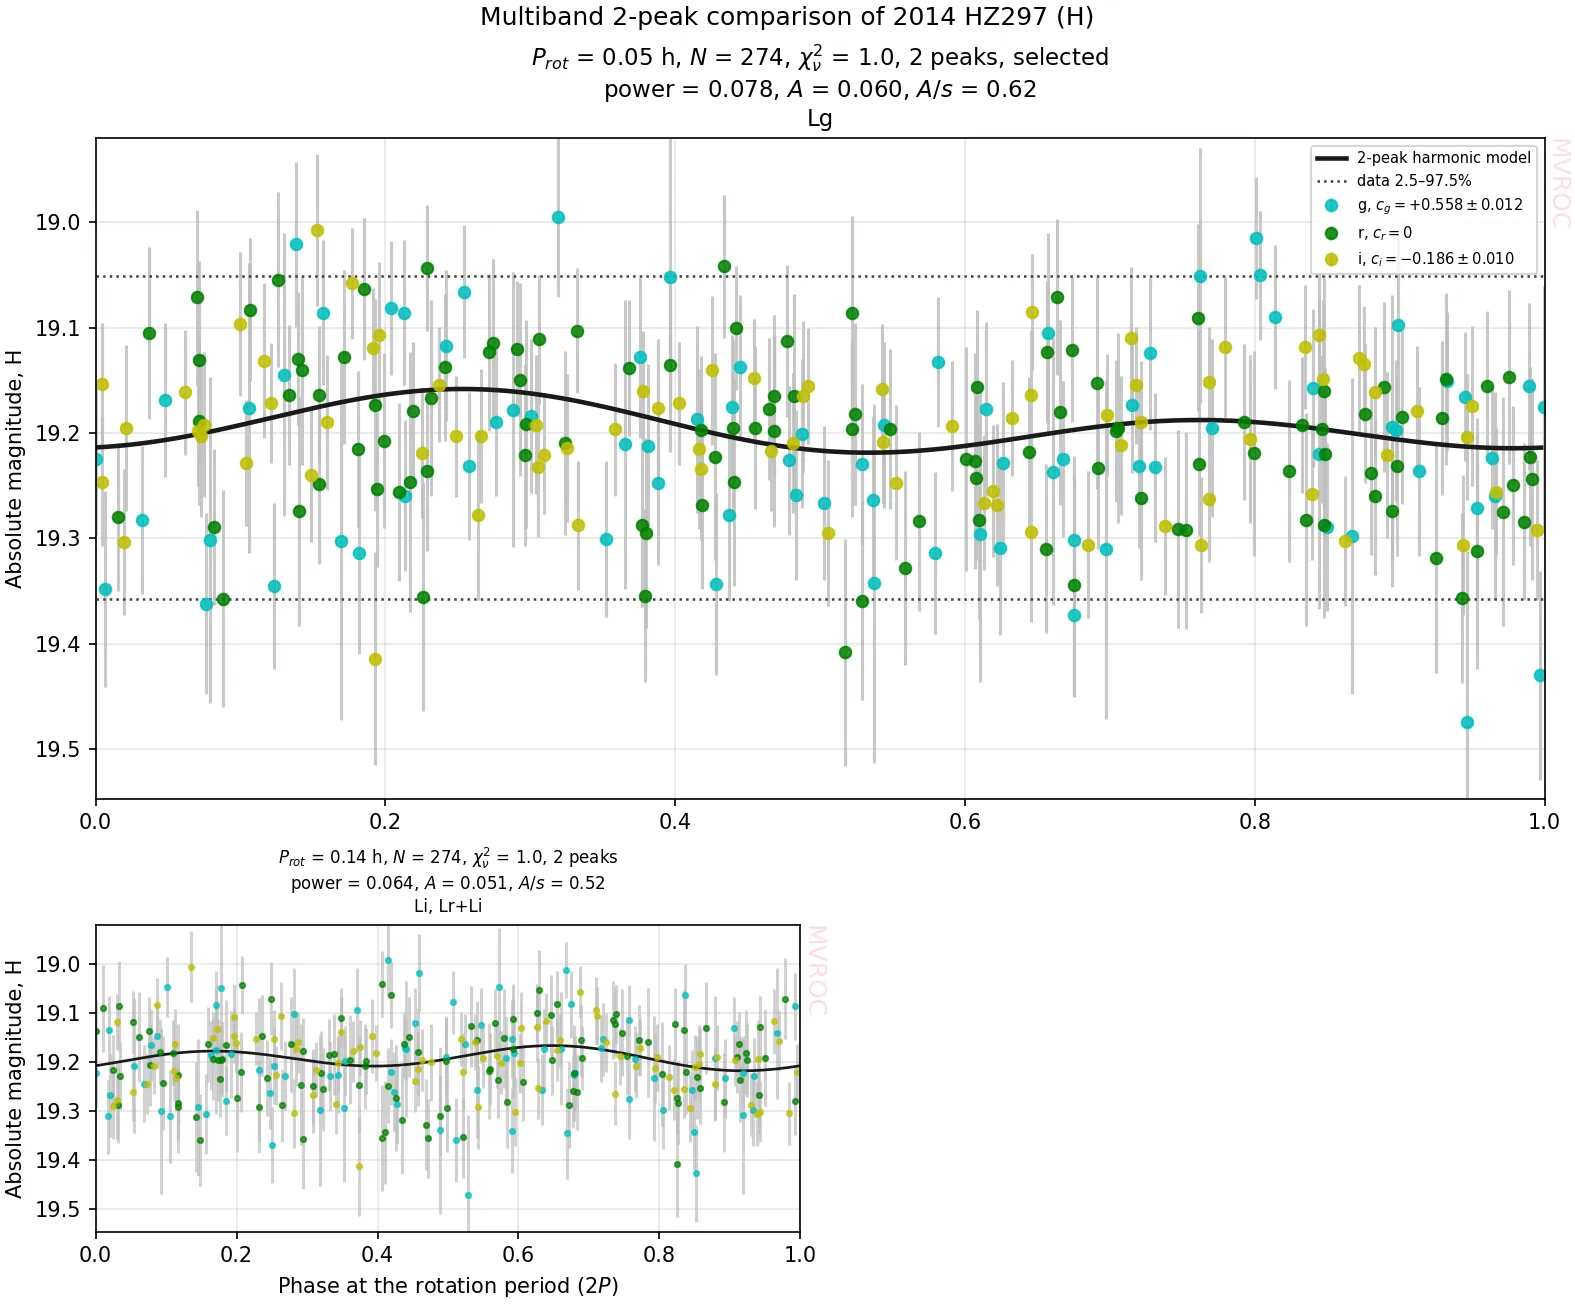 Multiband 2-peak comparison of 2014 HZ297 (H)
P_rot = 0.05 h, N = 274, χ²_ν = 1.0, 2 peaks, selected
power = 0.078, A = 0.060, A/s = 0.62
Lg
MVROC
2-peak harmonic model
data 2.5–97.5%
g, c_g = +0.558 ± 0.012
r, c_r = 0
i, c_i = −0.186 ± 0.010
Absolute magnitude, H
19.0
19.1
19.2
19.3
19.4
19.5
0.0 0.2 0.4 0.6 0.8 1.0
P_rot = 0.14 h, N = 274, χ²_ν = 1.0, 2 peaks
power = 0.064, A = 0.051, A/s = 0.52
Li, Lr+Li
MVROC
Absolute magnitude, H
19.0
19.1
19.2
19.3
19.4
19.5
0.0 0.2 0.4 0.6 0.8 1.0
Phase at the rotation period (2P)